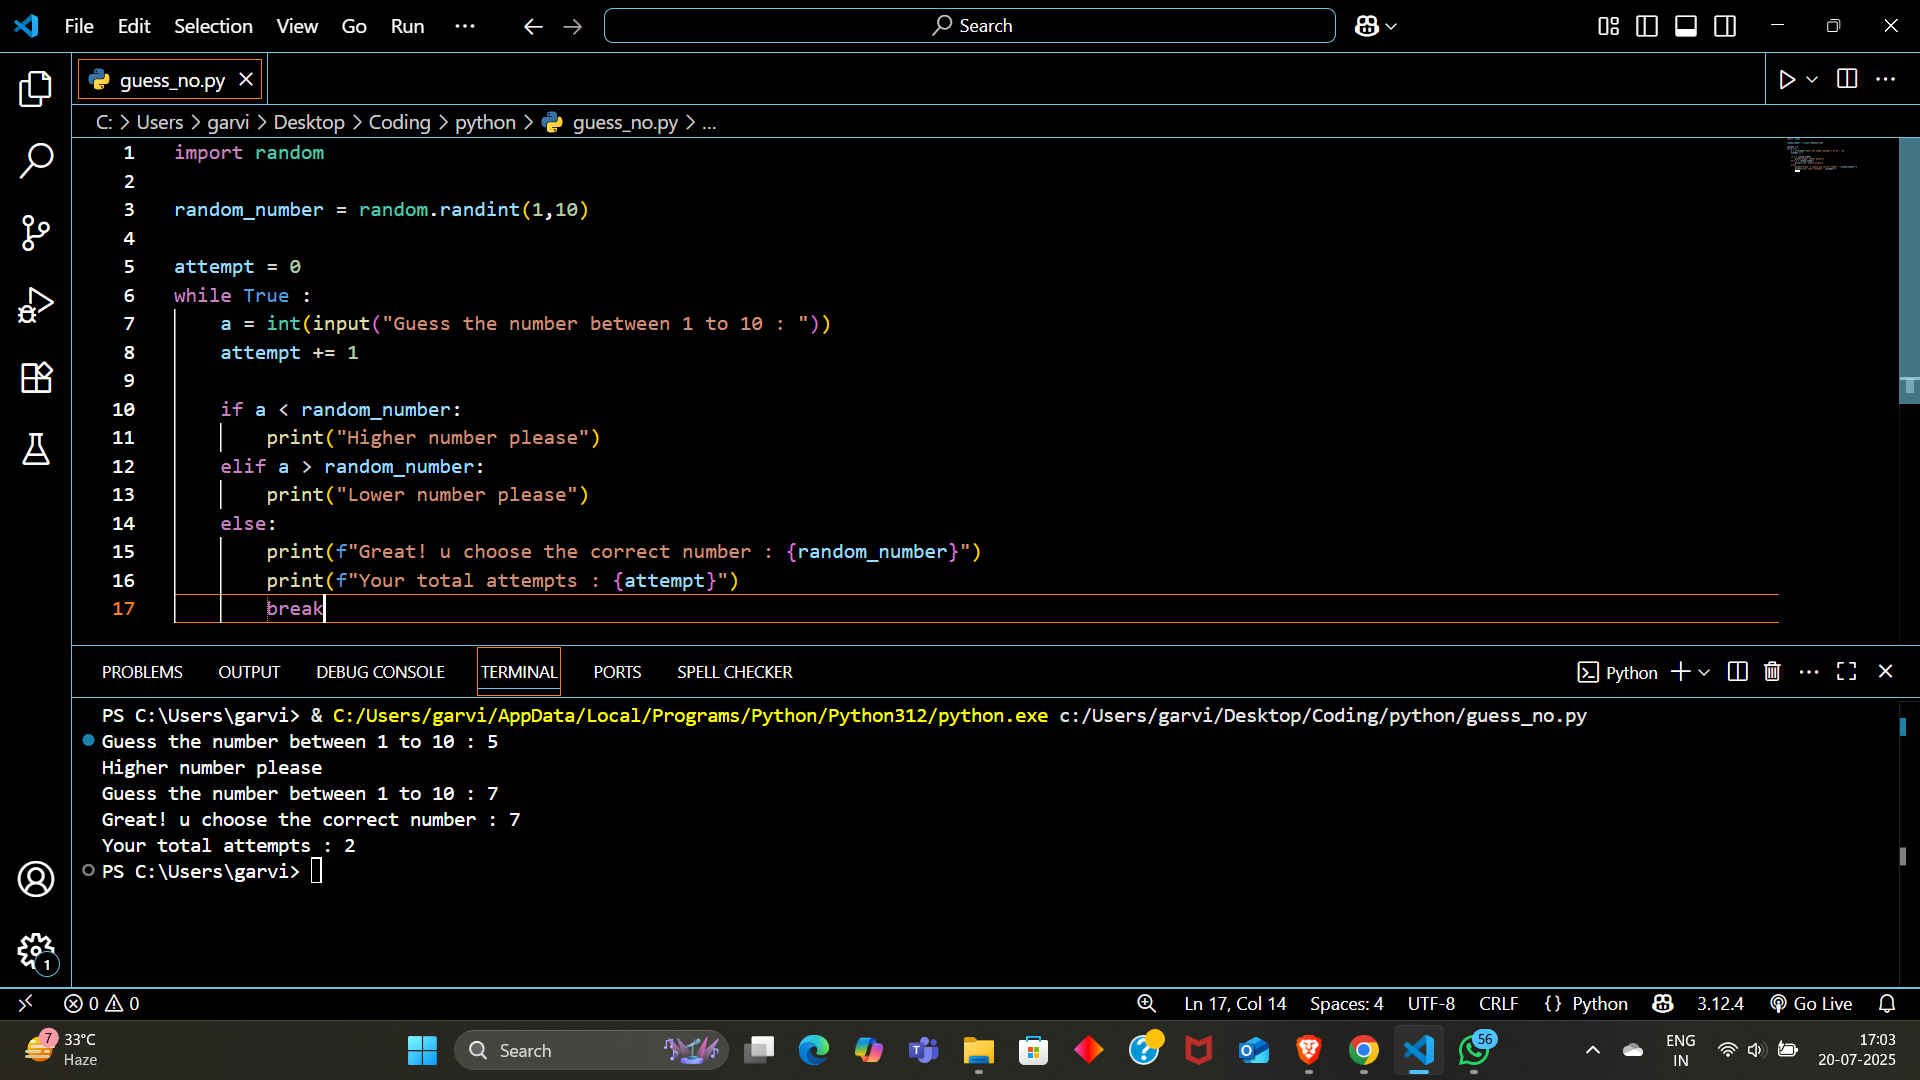 File Edit Selection View Go Run ··· Search
guess_no.py
C: > Users > garvi > Desktop > Coding > python > guess_no.py > ...
1 import random
2
3 random_number = random.randint(1,10)
4
5 attempt = 0
6 while True :
7 a = int(input("Guess the number between 1 to 10 : "))
8 attempt += 1
9
10 if a < random_number:
11 print("Higher number please")
12 elif a > random_number:
13 print("Lower number please")
14 else:
15 print(f"Great! u choose the correct number : {random_number}")
16 print(f"Your total attempts : {attempt}")
17 break
PROBLEMS OUTPUT DEBUG CONSOLE TERMINAL PORTS SPELL CHECKER Python
PS C:\Users\garvi> & C:/Users/garvi/AppData/Local/Programs/Python/Python312/python.exe c:/Users/garvi/Desktop/Coding/python/guess_no.py
Guess the number between 1 to 10 : 5
Higher number please
Guess the number between 1 to 10 : 7
Great! u choose the correct number : 7
Your total attempts : 2
PS C:\Users\garvi>
1
0 0 Ln 17, Col 14 Spaces: 4 UTF-8 CRLF {} Python 3.12.4 Go Live
7 33°C
Haze
Search
56
ENG
IN
17:03
20-07-2025